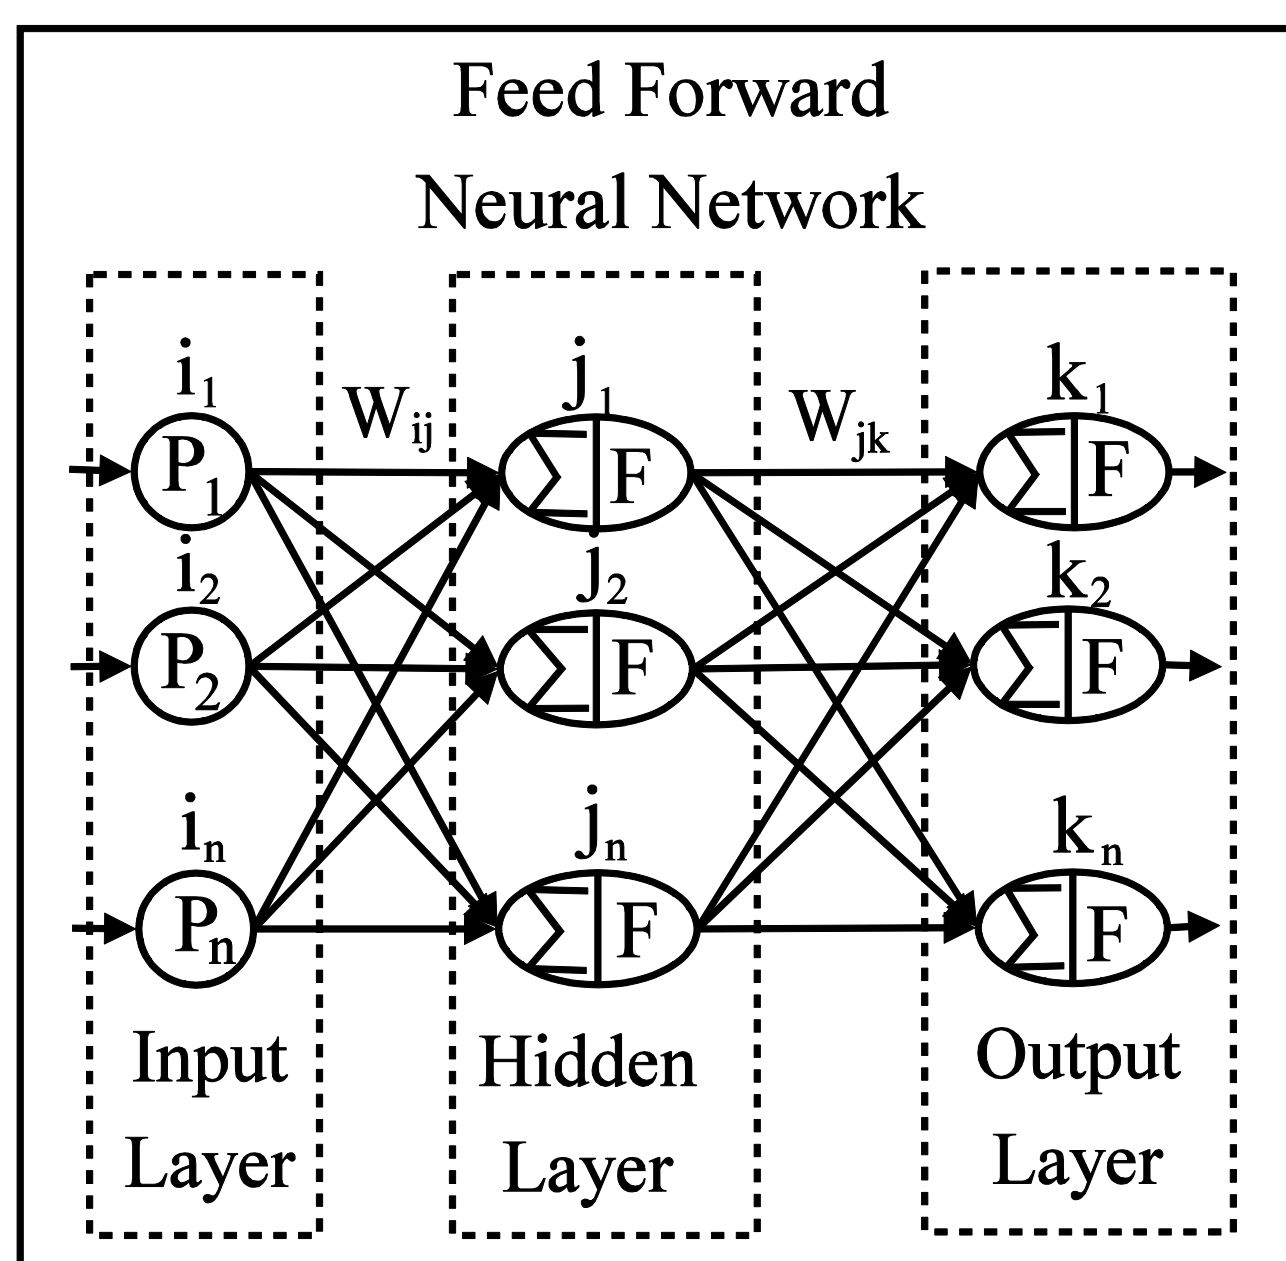 Feed Forward
Neural Network
i1 Wij j1 Wjk k1
P1 Σ F Σ F
i2 j2 k2
P2 Σ F Σ F
in jn kn
Pn Σ F Σ F
Input Hidden Output
Layer Layer Layer